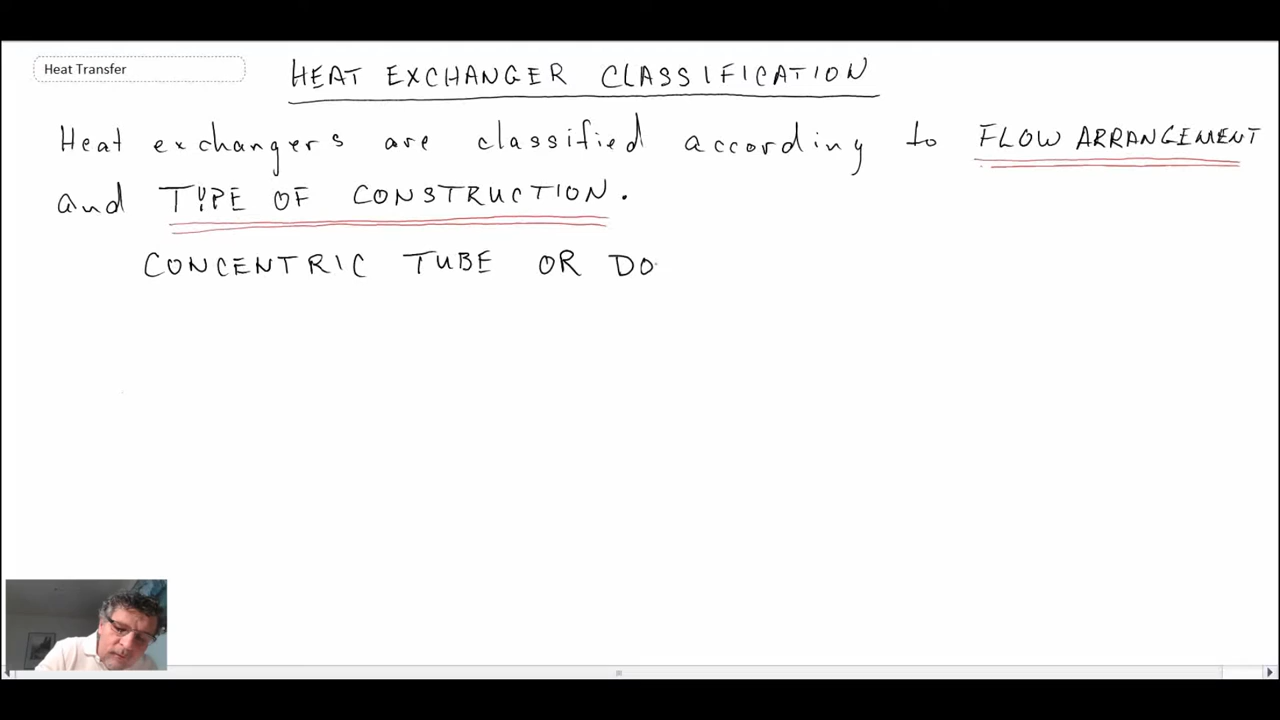 Heat Transfer
HEAT EXCHANGER CLASSIFICATION
Heat exchangers are classified according to FLOW ARRANGEMENT
and TYPE OF CONSTRUCTION.
CONCENTRIC TUBE OR DO